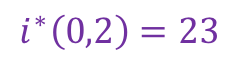 i*(0,2) = 23